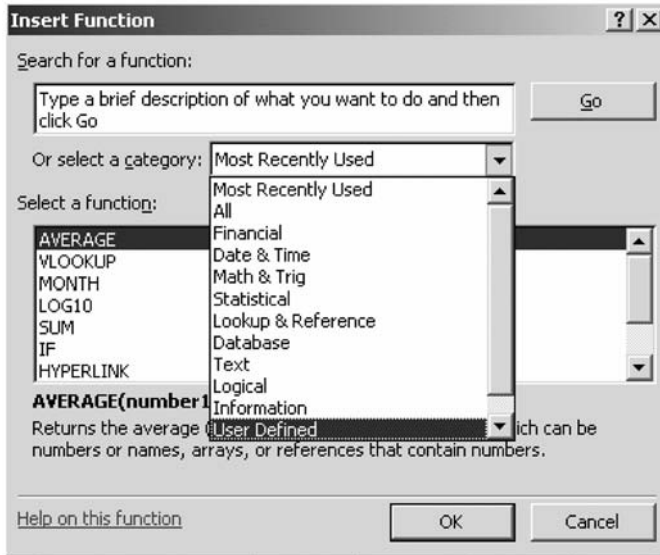 Insert Function
? X
Search for a function:
Type a brief description of what you want to do and then
click Go
Go
Or select a category:
Most Recently Used
Most Recently Used
All
Financial
Date & Time
Math & Trig
Statistical
Lookup & Reference
Database
Text
Logical
Information
User Defined
Select a function:
AVERAGE
VLOOKUP
MONTH
LOG10
SUM
IF
HYPERLINK
AVERAGE(number1
Returns the average
ich can be
numbers or names, arrays, or references that contain numbers.
Help on this function
OK
Cancel